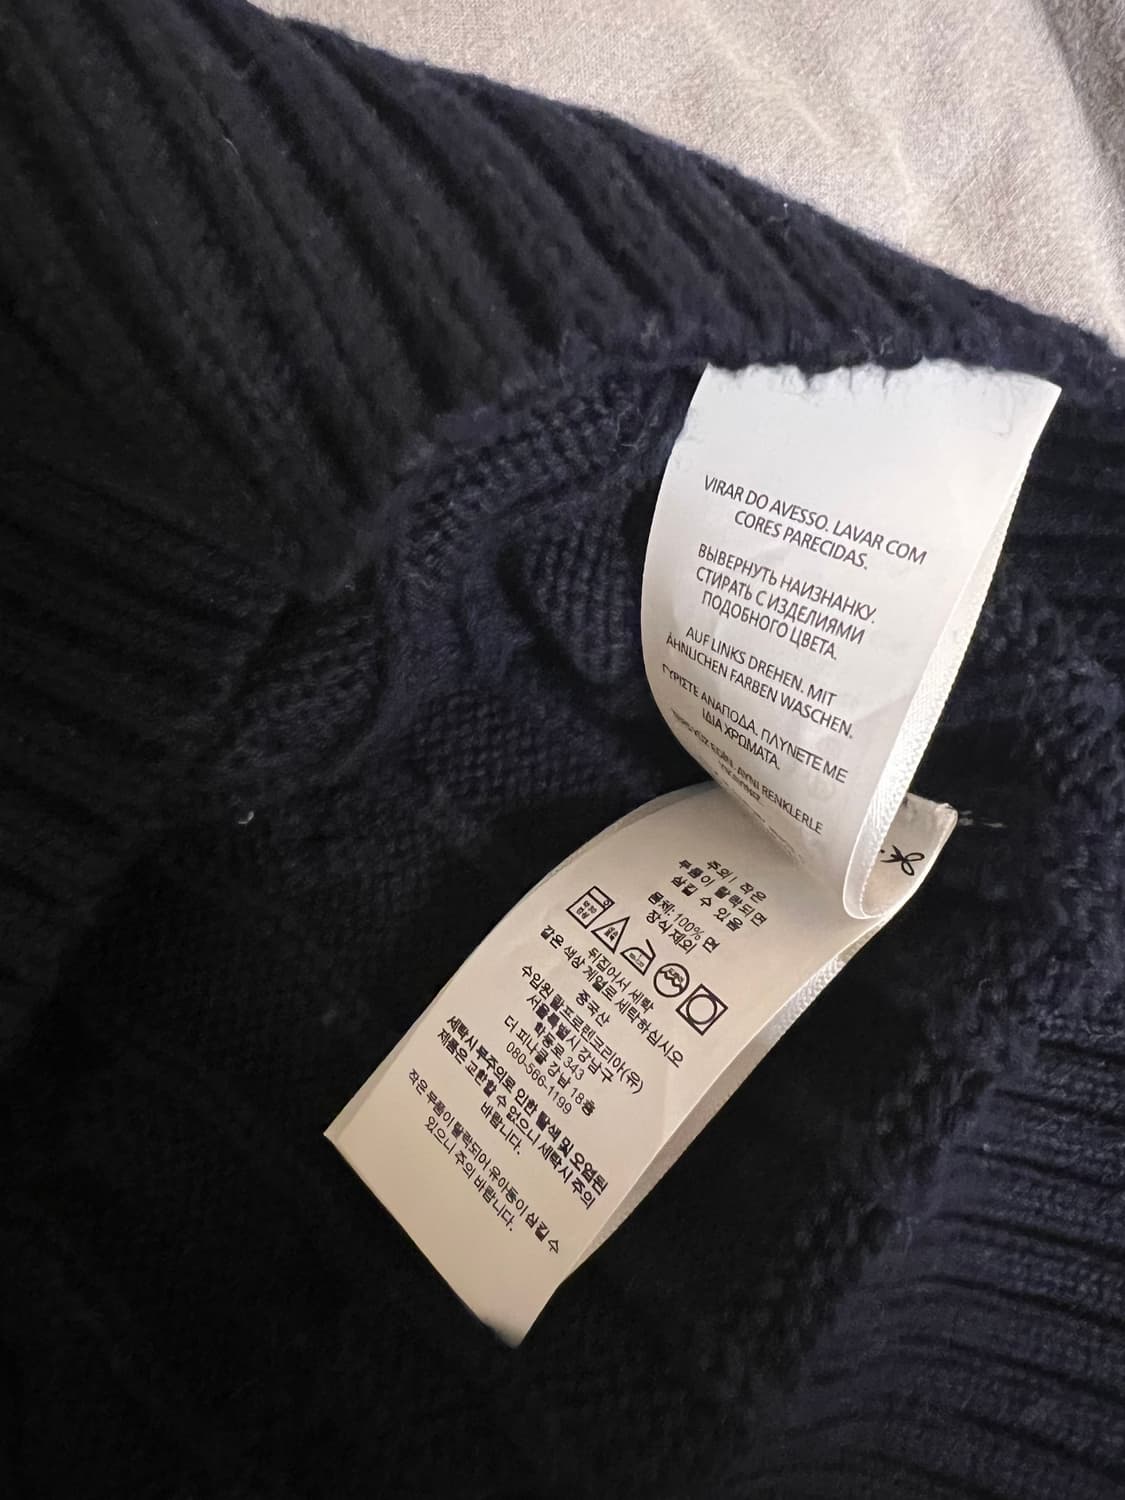 VIRAR DO AVESSO. LAVAR COM
CORES PARECIDAS.
ВЫВЕРНУТЬ НАИЗНАНКУ.
СТИРАТЬ С ИЗДЕЛИЯМИ
ПОДОБНОГО ЦВЕТА.
AUF LINKS DREHEN. MIT
ÄHNLICHEN FARBEN WASCHEN.
ΓΥΡΙΣΤΕ ΑΝΑΠΟΔΑ. ΠΛΥΝΕΤΕ ΜΕ
ΙΔΙΑ ΧΡΩΜΑΤΑ.
AYNI RENKLERLE
주의! 작은
부품이 탈락되면
삼킬 수 있음
몸체: 100% 면
장식제외
뒤집어서 세탁
같은 색상 계열로 세탁하십시오
중국산
수입원 랄프로렌코리아(유)
서울특별시 강남구
학동로 343
더 피나클 강남 18층
080-566-1199
세탁시 부주의로 인한 탈색 및 오염된
제품은 교환할 수 없으니 세탁시 주의
바랍니다.
작은 부품이 탈락되어 유아동이 삼킬 수
있으니 주의 바랍니다.